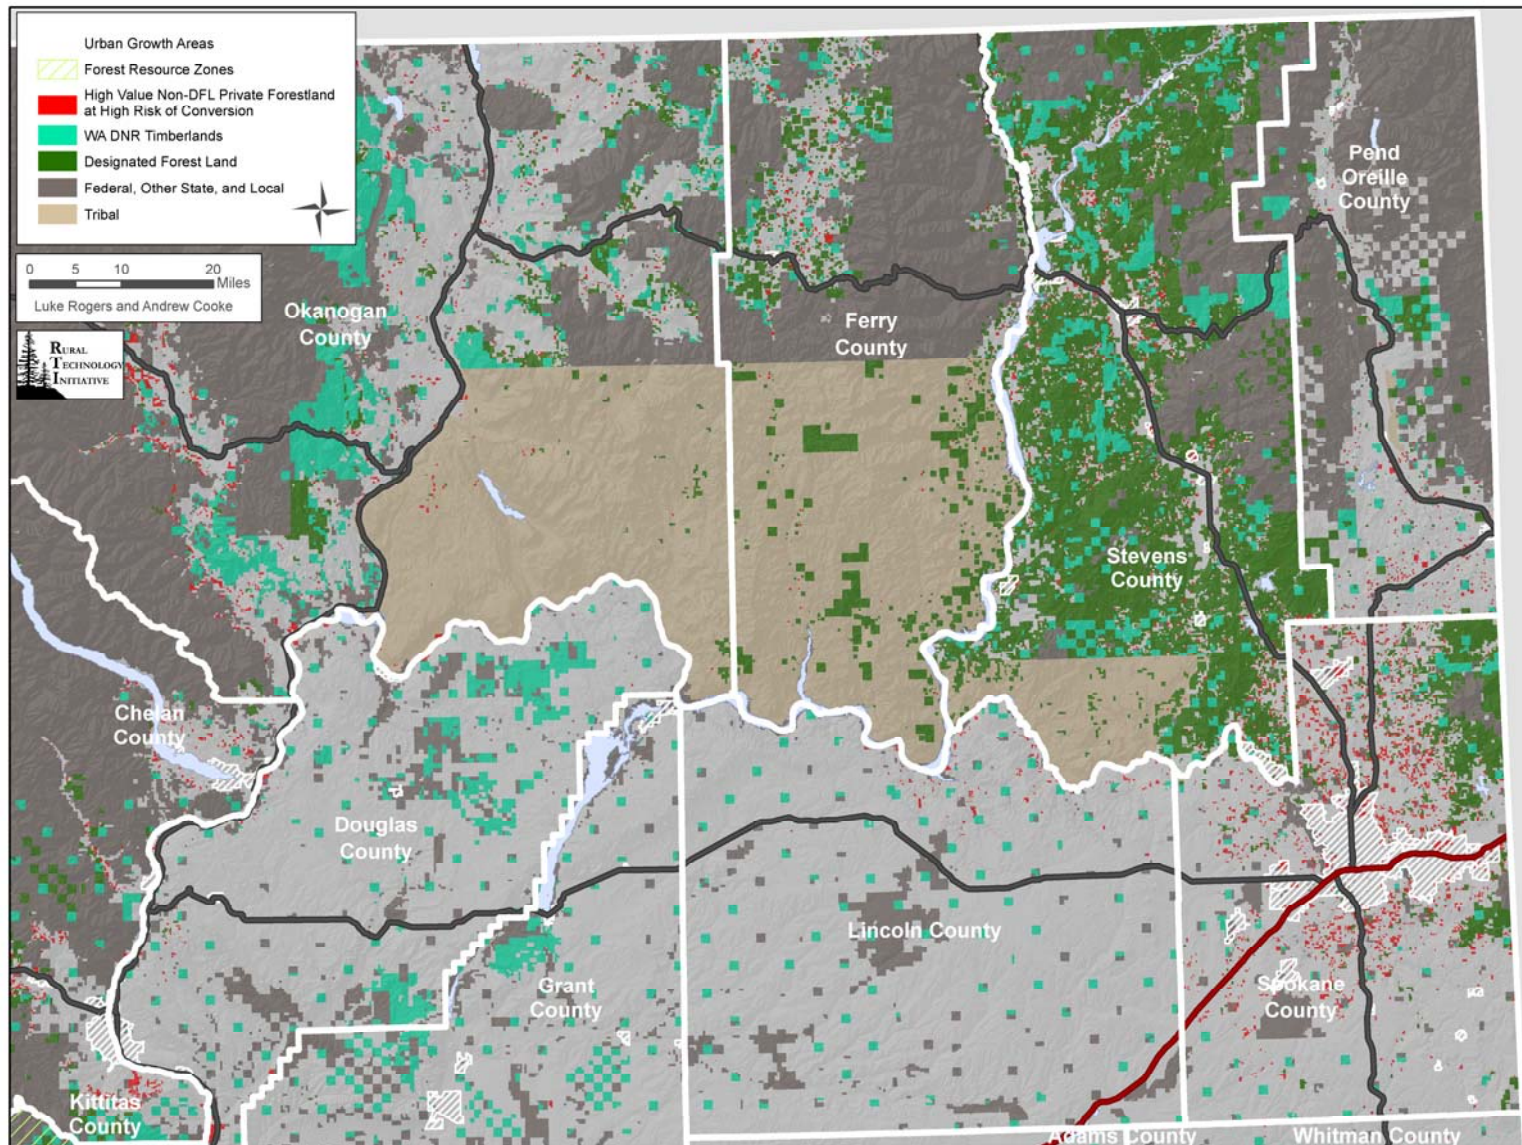 Urban Growth Areas
Forest Resource Zones
High Value Non-DFL Private Forestland
at High Risk of Conversion
WA DNR Timberlands
Designated Forest Land
Federal, Other State, and Local
Tribal
0 5 10 20
Miles
Luke Rogers and Andrew Cooke
RURAL
TECHNOLOGY
INITIATIVE
Pend
Oreille
County
Okanogan
County
Ferry
County
Stevens
County
Chelan
County
Douglas
County
Lincoln County
Grant
County
Spokane
County
Kittitas
County
Adams County
Whitman County